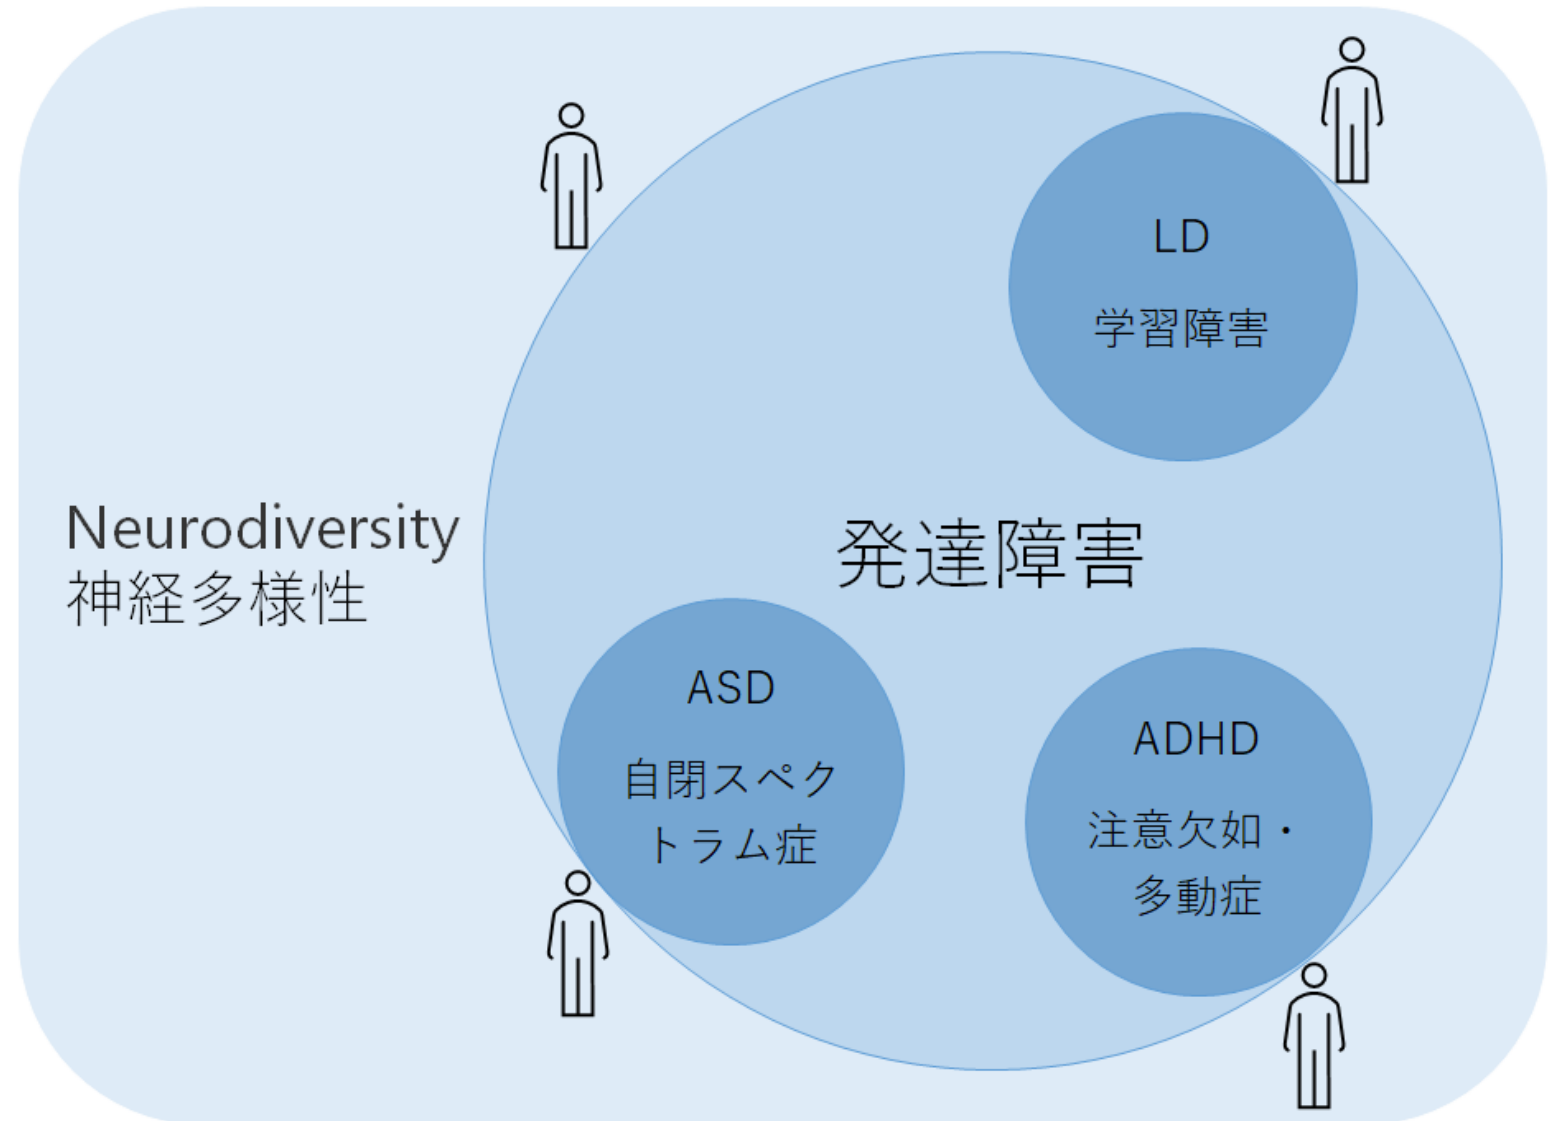 LD
学習障害
Neurodiversity
神経多様性
発達障害
ASD
自閉スペク
トラム症
ADHD
注意欠如・
多動症